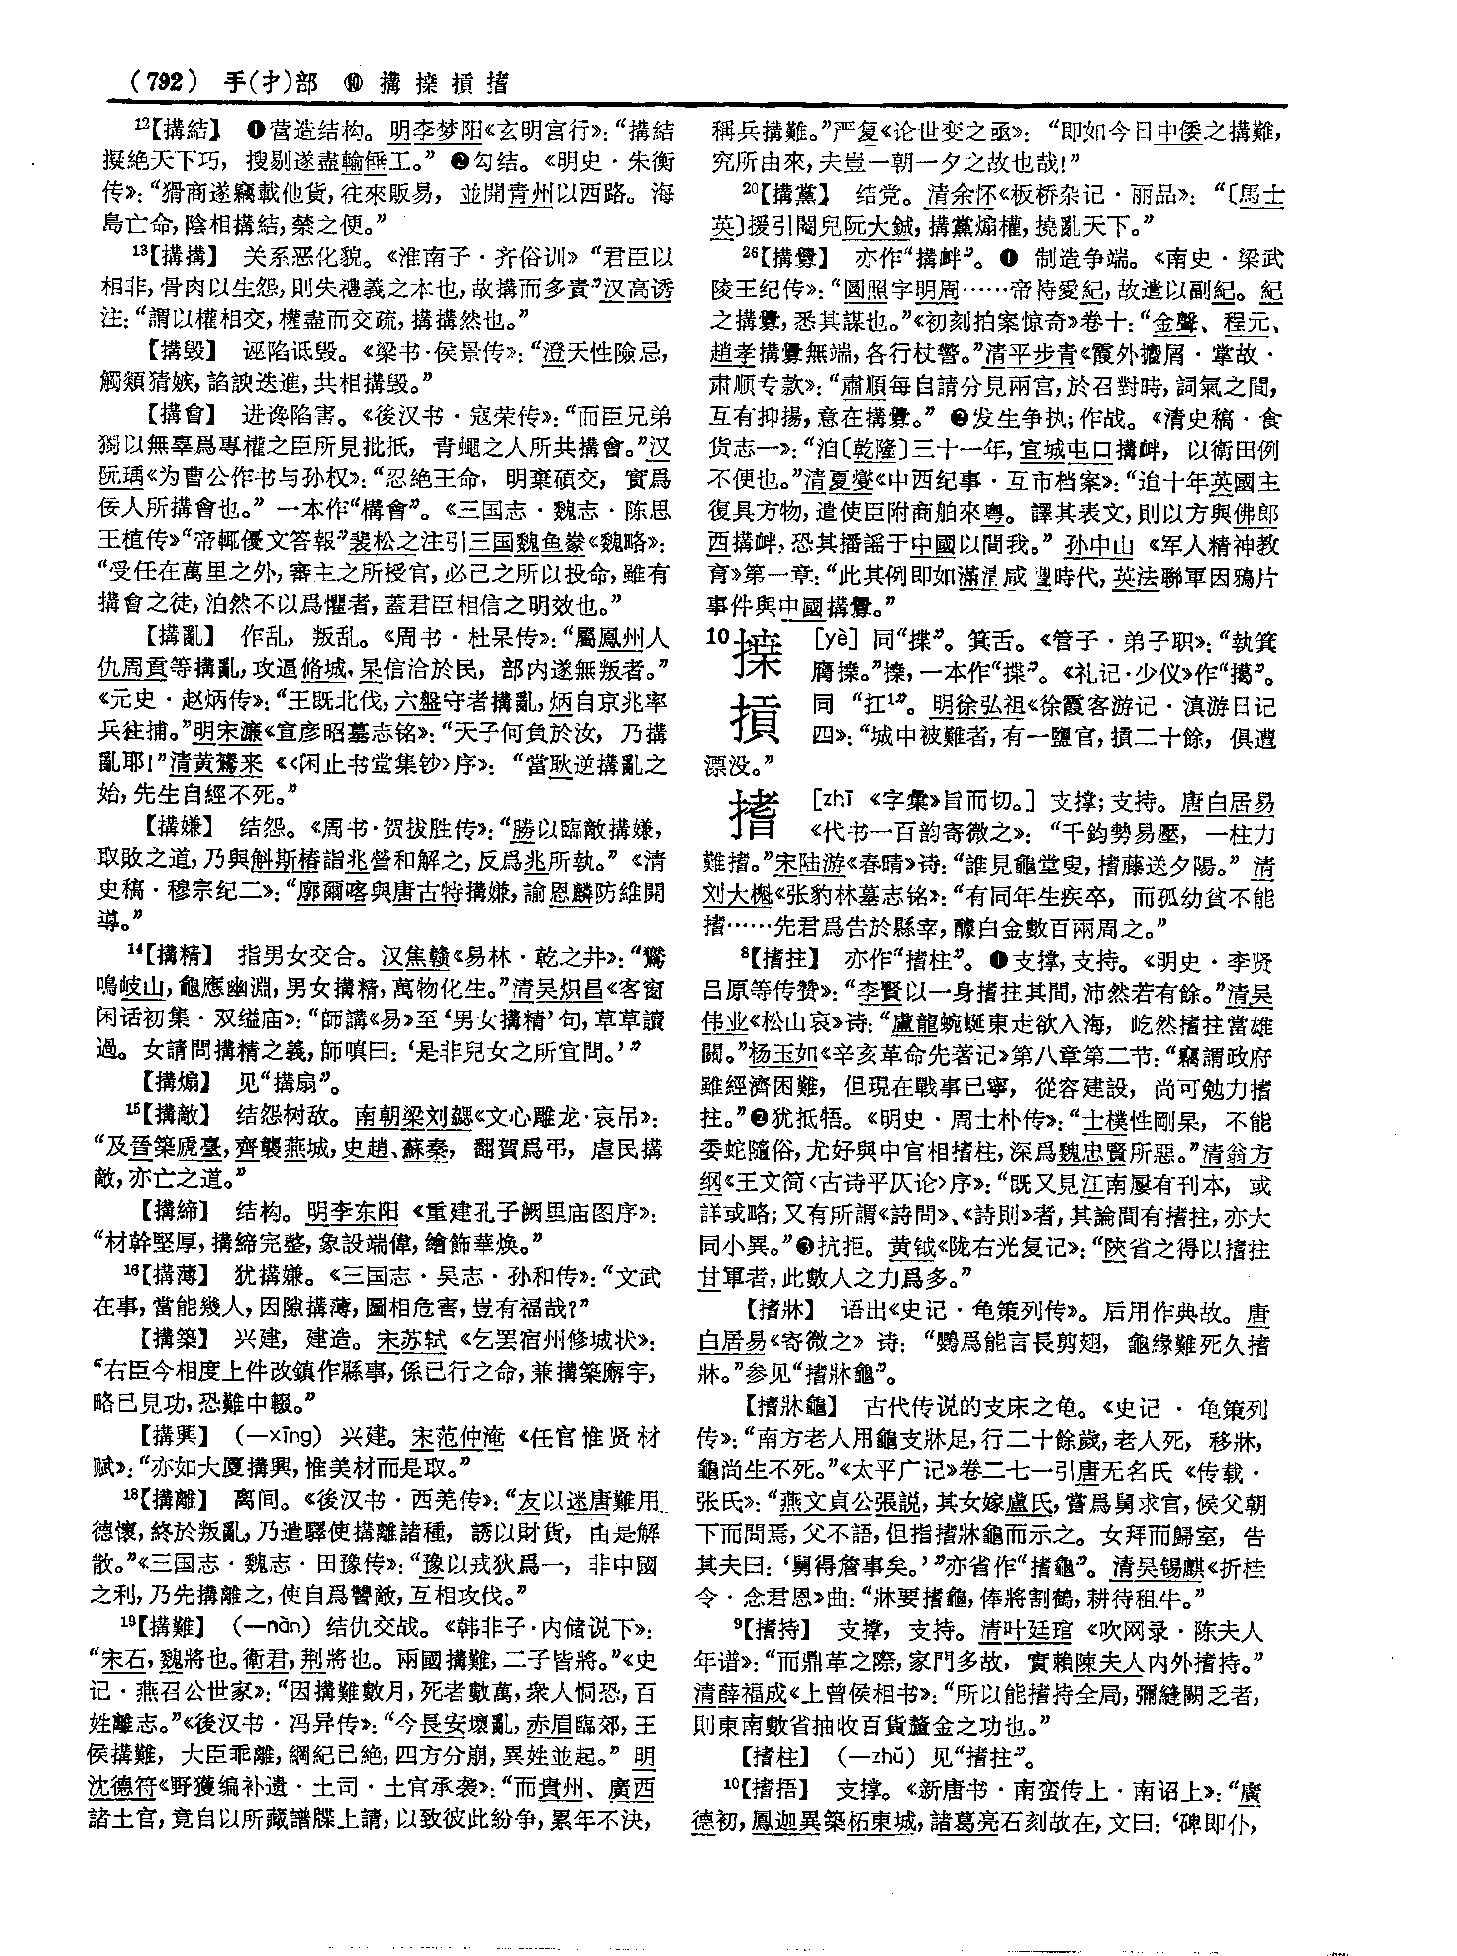 (792) 手(扌)部 ⑩ 搆擛摃搘
¹²【搆結】 ❶营造结构。明李梦阳《玄明宫行》：“搆結
擬絶天下巧，搜剔遂盡輸倕工。”❷勾结。《明史·朱衡
传》：“猾商遂竊載他貨，往來販易，並開青州以西路。海
島亡命，陰相搆結，禁之便。”
¹³【搆搆】 关系恶化貌。《淮南子·齐俗训》“君臣以
相非，骨肉以生怨，則失禮義之本也，故搆而多責”汉高诱
注：“謂以權相交，權盡而交疏，搆搆然也。”
【搆毁】 诬陷诋毁。《梁书·侯景传》：“澄天性險忌，
觸類猜嫉，諂諛迭進，共相搆毁。”
【搆會】 进谗陷害。《後汉书·寇荣传》：“而臣兄弟
獨以無辜爲專權之臣所見批扺，青蠅之人所共搆會。”汉
阮瑀《为曹公作书与孙权》：“忍絶王命，明棄碩交，實爲
佞人所搆會也。”一本作“構會”。《三国志·魏志·陈思
王植传》“帝輒優文答報”裴松之注引三国魏鱼豢《魏略》：
“受任在萬里之外，審主之所授官，必己之所以投命，雖有
搆會之徒，泊然不以爲懼者，蓋君臣相信之明效也。”
【搆亂】 作乱，叛乱。《周书·杜杲传》：“屬鳳州人
仇周貢等搆亂，攻逼脩城，杲信洽於民，部内遂無叛者。”
《元史·赵炳传》：“王既北伐，六盤守者搆亂，炳自京兆率
兵往捕。”明宋濂《宣彦昭墓志铭》：“天子何負於汝，乃搆
亂耶！”清黄鷟来《〈闲止书堂集钞〉序》：“當耿逆搆亂之
始，先生自經不死。”
【搆嫌】 结怨。《周书·贺拔胜传》：“勝以臨敵搆嫌，
取敗之道，乃與斛斯椿詣兆營和解之，反爲兆所執。”《清
史稿·穆宗纪二》：“廓爾喀與唐古特搆嫌，諭恩麟防維開
導。”
¹⁴【搆精】 指男女交合。汉焦赣《易林·乾之井》：“鸑
鳴岐山，龜應幽淵，男女搆精，萬物化生。”清吴炽昌《客窗
闲话初集·双缢庙》：“師講《易》至‘男女搆精’句，草草讀
過。女請問搆精之義，師嗔曰：‘是非兒女之所宜問。’”
【搆煽】 见“搆扇”。
¹⁵【搆敵】 结怨树敌。南朝梁刘勰《文心雕龙·哀吊》：
“及晉築虒臺，齊襲燕城，史趙、蘇秦，翻賀爲弔，虐民搆
敵，亦亡之道。”
【搆締】 结构。明李东阳《重建孔子阙里庙图序》：
“材幹堅厚，搆締完整，象設端偉，繪飾華焕。”
¹⁶【搆薄】 犹搆嫌。《三国志·吴志·孙和传》：“文武
在事，當能幾人，因隙搆薄，圖相危害，豈有福哉？”
【搆築】 兴建，建造。宋苏轼《乞罢宿州修城状》：
“右臣今相度上件改鎮作縣事，係已行之命，兼搆築廨宇，
略已見功，恐難中輟。”
【搆興】 (—xīng) 兴建。宋范仲淹《任官惟贤材
赋》：“亦如大厦搆興，惟美材而是取。”
¹⁸【搆離】 离间。《後汉书·西羌传》：“友以迷唐難用
德懷，終於叛亂，乃遣驛使搆離諸種，誘以財貨，由是解
散。”《三国志·魏志·田豫传》：“豫以戎狄爲一，非中國
之利，乃先搆離之，使自爲讐敵，互相攻伐。”
¹⁹【搆難】 (—nàn) 结仇交战。《韩非子·内储说下》：
“宋石，魏將也。衛君，荆將也。兩國搆難，二子皆將。”《史
记·燕召公世家》：“因搆難數月，死者數萬，衆人恫恐，百
姓離志。”《後汉书·冯异传》：“今長安壞亂，赤眉臨郊，王
侯搆難，大臣乖離，綱紀已絶，四方分崩，異姓並起。”明
沈德符《野獲编补遗·土司·土官承袭》：“而貴州、廣西
諸土官，竟自以所藏譜牒上請，以致彼此紛争，累年不決，
稱兵搆難。”严复《论世变之亟》：“即如今日中倭之搆難，
究所由來，夫豈一朝一夕之故也哉！”
²⁰【搆黨】 结党。清余怀《板桥杂记·丽品》：“〔馬士
英〕援引閹兒阮大鋮，搆黨煽權，撓亂天下。”
²⁶【搆釁】 亦作“搆衅”。❶ 制造争端。《南史·梁武
陵王纪传》：“圓照字明周……帝待愛紀，故遣以副紀。紀
之搆釁，悉其謀也。”《初刻拍案惊奇》卷十：“金聲、程元、
趙孝搆釁無端，各行杖警。”清平步青《霞外攟屑·掌故·
肃顺专款》：“肅順每自請分見兩宫，於召對時，詞氣之間，
互有抑揚，意在搆釁。”❷发生争执；作战。《清史稿·食
货志一》：“洎〔乾隆〕三十一年，宣城屯口搆衅，以衛田例
不便也。”清夏燮《中西纪事·互市档案》：“迨十年英國主
復具方物，遣使臣附商舶來粤。譯其表文，則以方與佛郎
西搆衅，恐其播謡于中國以間我。”孙中山《军人精神教
育》第一章：“此其例即如滿清咸豐時代，英法聯軍因鴉片
事件與中國搆釁。”
10擛 [yè] 同“揲”。箕舌。《管子·弟子职》：“執箕
膺擛。”擛，一本作“揲”。《礼记·少仪》作“擖”。
摃 同“扛¹”。明徐弘祖《徐霞客游记·滇游日记
四》：“城中被難者，有一鹽官，摃二十餘，俱遭
漂没。”
搘 [zhī 《字彙》旨而切。] 支撑；支持。唐白居易
《代书一百韵寄微之》：“千鈞勢易壓，一柱力
難搘。”宋陆游《春晴》诗：“誰見龜堂叟，搘藤送夕陽。”清
刘大櫆《张豹林墓志铭》：“有同年生疾卒，而孤幼貧不能
搘……先君爲告於縣宰，醵白金數百兩周之。”
⁸【搘拄】 亦作“搘柱”。❶支撑，支持。《明史·李贤
吕原等传赞》：“李賢以一身搘拄其間，沛然若有餘。”清吴
伟业《松山哀》诗：“盧龍蜿蜒東走欲入海，屹然搘拄當雄
關。”杨玉如《辛亥革命先著记》第八章第二节：“竊謂政府
雖經濟困難，但現在戰事已寧，從容建設，尚可勉力搘
拄。”❷犹抵牾。《明史·周士朴传》：“士樸性剛杲，不能
委蛇隨俗，尤好與中官相搘柱，深爲魏忠賢所惡。”清翁方
纲《王文简〈古诗平仄论〉序》：“既又見江南屢有刊本，或
詳或略；又有所謂《詩問》、《詩則》者，其論間有搘拄，亦大
同小異。”❸抗拒。黄钺《陇右光复记》：“陝省之得以搘拄
甘軍者，此數人之力爲多。”
【搘牀】 语出《史记·龟策列传》。后用作典故。唐
白居易《寄微之》诗：“鸚爲能言長剪翅，龜緣難死久搘
牀。”参见“搘牀龜”。
【搘牀龜】 古代传说的支床之龟。《史记·龟策列
传》：“南方老人用龜支牀足，行二十餘歲，老人死，移牀，
龜尚生不死。”《太平广记》卷二七一引唐无名氏《传载·
张氏》：“燕文貞公張説，其女嫁盧氏，嘗爲舅求官，候父朝
下而問焉，父不語，但指搘牀龜而示之。女拜而歸室，告
其夫曰：‘舅得詹事矣。’”亦省作“搘龜”。清吴锡麒《折桂
令·念君恩》曲：“牀要搘龜，俸將割鶴，耕待租牛。”
⁹【搘持】 支撑，支持。清叶廷琯《吹网录·陈夫人
年谱》：“而鼎革之際，家門多故，實賴陳夫人内外搘持。”
清薛福成《上曾侯相书》：“所以能搘持全局，彌縫闕乏者，
則東南數省抽收百貨釐金之功也。”
【搘柱】 (—zhǔ) 见“搘拄”。
¹⁰【搘捂】 支撑。《新唐书·南蛮传上·南诏上》：“廣
德初，鳳迦異築柘東城，諸葛亮石刻故在，文曰：‘碑即仆，